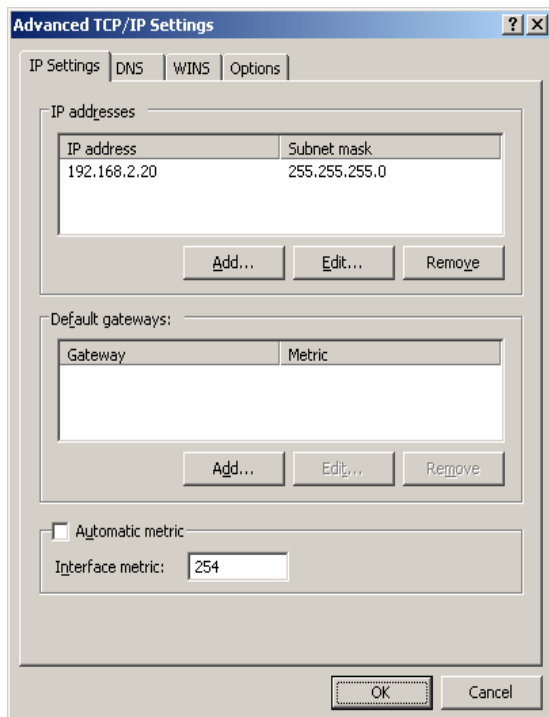 Advanced TCP/IP Settings
IP Settings DNS WINS Options
IP addresses
IP address Subnet mask
192.168.2.20 255.255.255.0
Add... Edit... Remove
Default gateways:
Gateway Metric
Add... Edit... Remove
Automatic metric
Interface metric: 254
OK Cancel